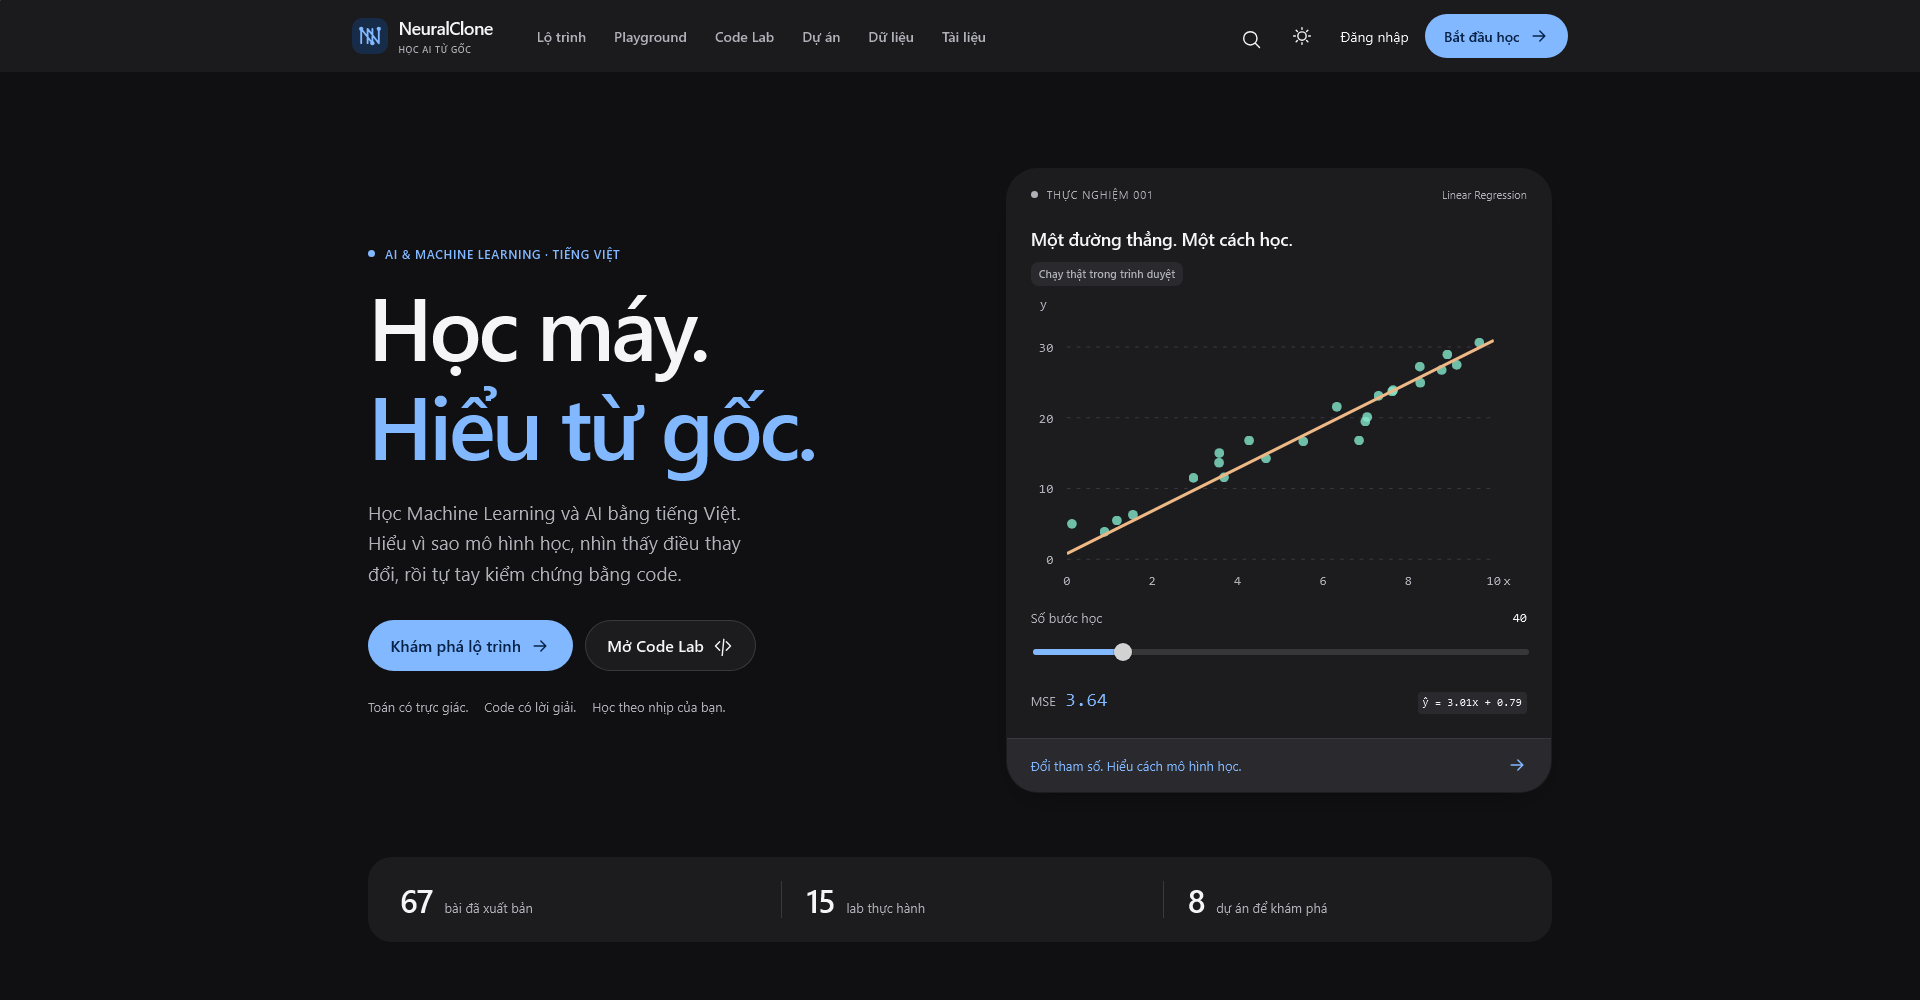 NeuralClone
HỌC AI TỪ GỐC
Lộ trình
Playground
Code Lab
Dự án
Dữ liệu
Tài liệu
Đăng nhập
Bắt đầu học
AI & MACHINE LEARNING · TIẾNG VIỆT
Học máy.
Hiểu từ gốc.
Học Machine Learning và AI bằng tiếng Việt.
Hiểu vì sao mô hình học, nhìn thấy điều thay
đổi, rồi tự tay kiểm chứng bằng code.
Khám phá lộ trình
Mở Code Lab
Toán có trực giác. Code có lời giải. Học theo nhịp của bạn.
THỰC NGHIỆM 001
Linear Regression
Một đường thẳng. Một cách học.
Chạy thật trong trình duyệt
y
30
20
10
0
0 2 4 6 8 10 x
Số bước học
40
MSE 3.64
ŷ = 3.01x + 0.79
Đổi tham số. Hiểu cách mô hình học.
67 bài đã xuất bản
15 lab thực hành
8 dự án để khám phá